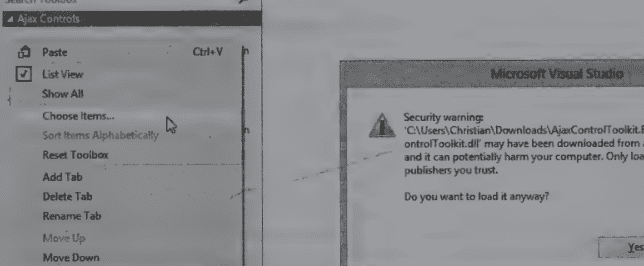 Search Toolbox
Ajax Controls
Paste Ctrl+V
List View
Show All
Choose Items...
Sort Items Alphabetically
Reset Toolbox
Add Tab
Delete Tab
Rename Tab
Move Up
Move Down
Microsoft Visual Studio
Security warning:
'C:\Users\Christian\Downloads\AjaxControlToolkit.
ontrolToolkit.dll' may have been downloaded from
and it can potentially harm your computer. Only
publishers you trust.
Do you want to load it anyway?
Yes